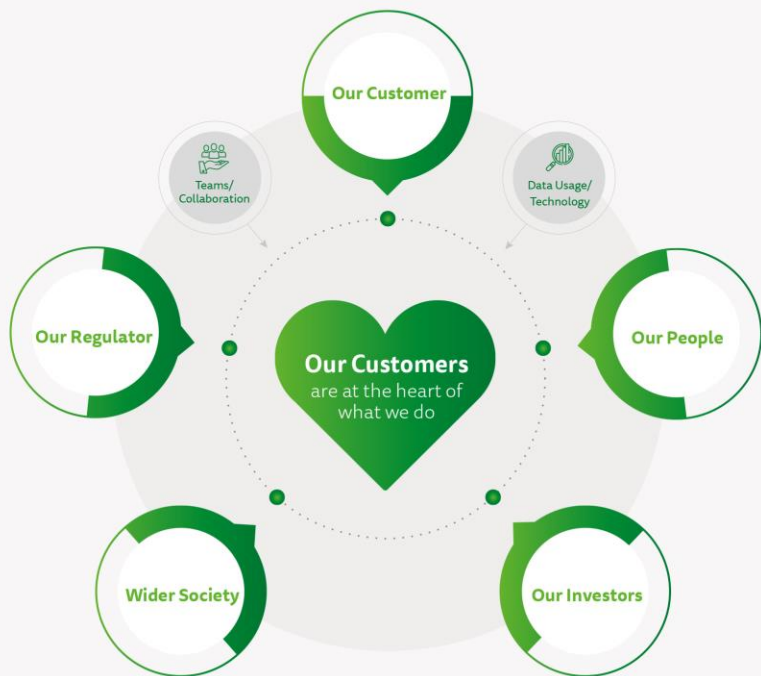 Our Customer
Teams/
Collaboration
Data Usage/
Technology
Our Regulator
Our People
Our Customers
are at the heart of
what we do
Wider Society
Our Investors